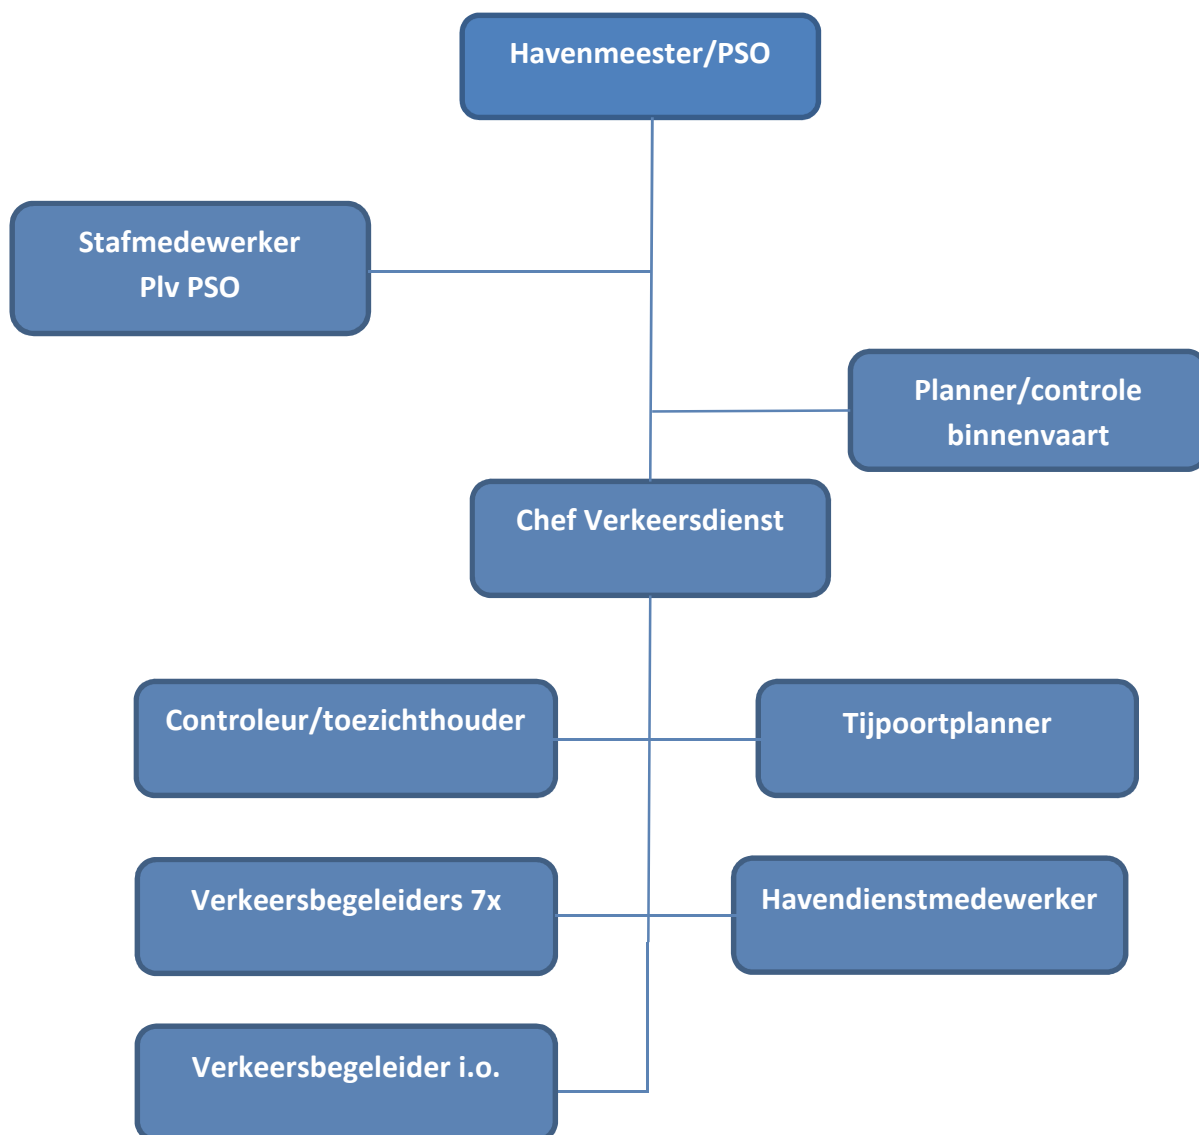 Havenmeester/PSO
Stafmedewerker
Plv PSO
Planner/controle
binnenvaart
Chef Verkeersdienst
Controleur/toezichthouder
Tijpoortplanner
Verkeersbegeleiders 7x
Havendienstmedewerker
Verkeersbegeleider i.o.